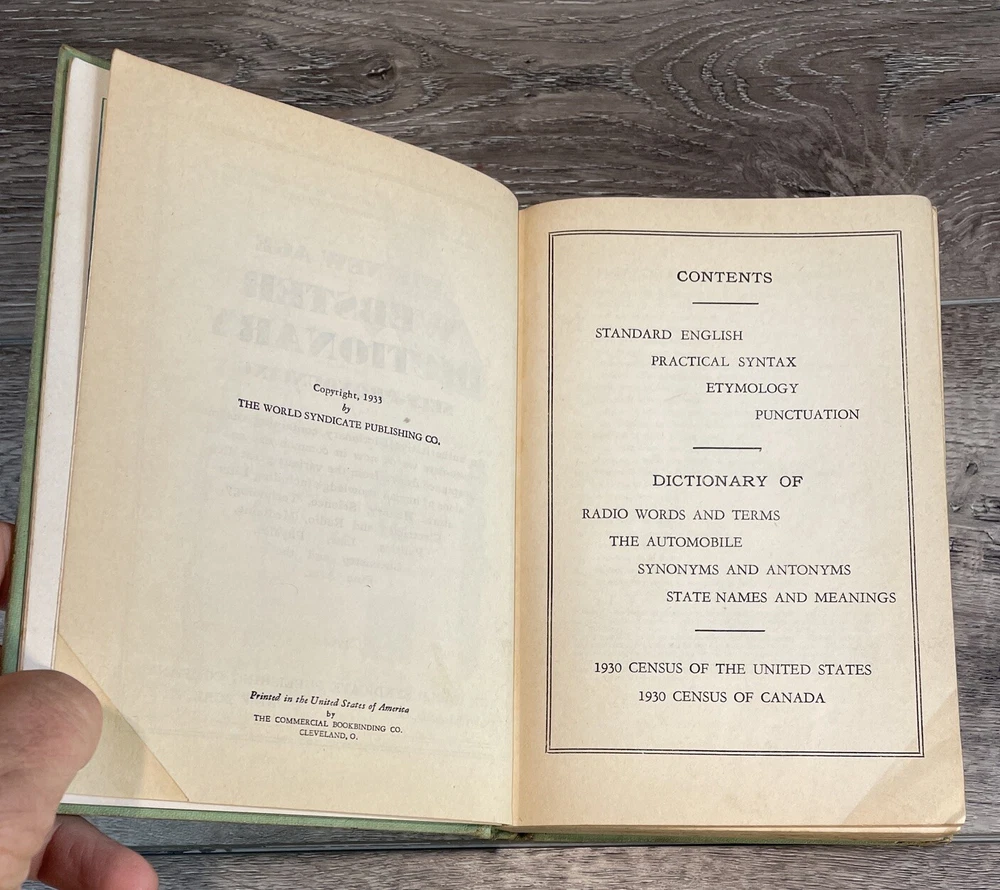 Copyright, 1933
by
THE WORLD SYNDICATE PUBLISHING CO.
Printed in the United States of America
by
THE COMMERCIAL BOOKBINDING CO.
CLEVELAND, O.
CONTENTS
STANDARD ENGLISH
PRACTICAL SYNTAX
ETYMOLOGY
PUNCTUATION
DICTIONARY OF
RADIO WORDS AND TERMS
THE AUTOMOBILE
SYNONYMS AND ANTONYMS
STATE NAMES AND MEANINGS
1930 CENSUS OF THE UNITED STATES
1930 CENSUS OF CANADA